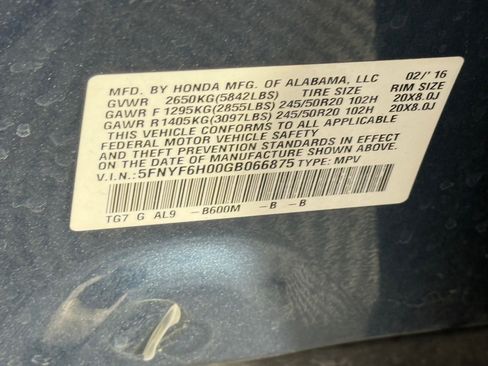 MFD. BY HONDA MFG. OF ALABAMA, LLC 02/'16
GVWR 2650KG(5842LBS) TIRE SIZE RIM SIZE
GAWR F 1295KG(2855LBS) 245/50R20 102H 20X8.0J
GAWR R 1405KG(3097LBS) 245/50R20 102H 20X8.0J
THIS VEHICLE CONFORMS TO ALL APPLICABLE
FEDERAL MOTOR VEHICLE SAFETY AND
THEFT PREVENTION STANDARDS IN EFFECT ON
THE DATE OF MANUFACTURE SHOWN ABOVE.
V.I.N.: 5FNYF6H00GB066875 TYPE: MPV
TG7 G AL9 -B600M -B -B